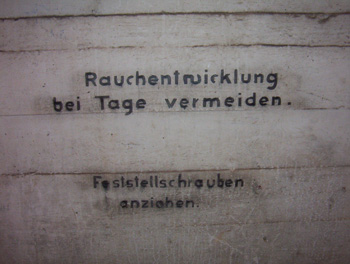 Rauchentwicklung
bei Tage vermeiden.
Feststellschrauben
anziehen.